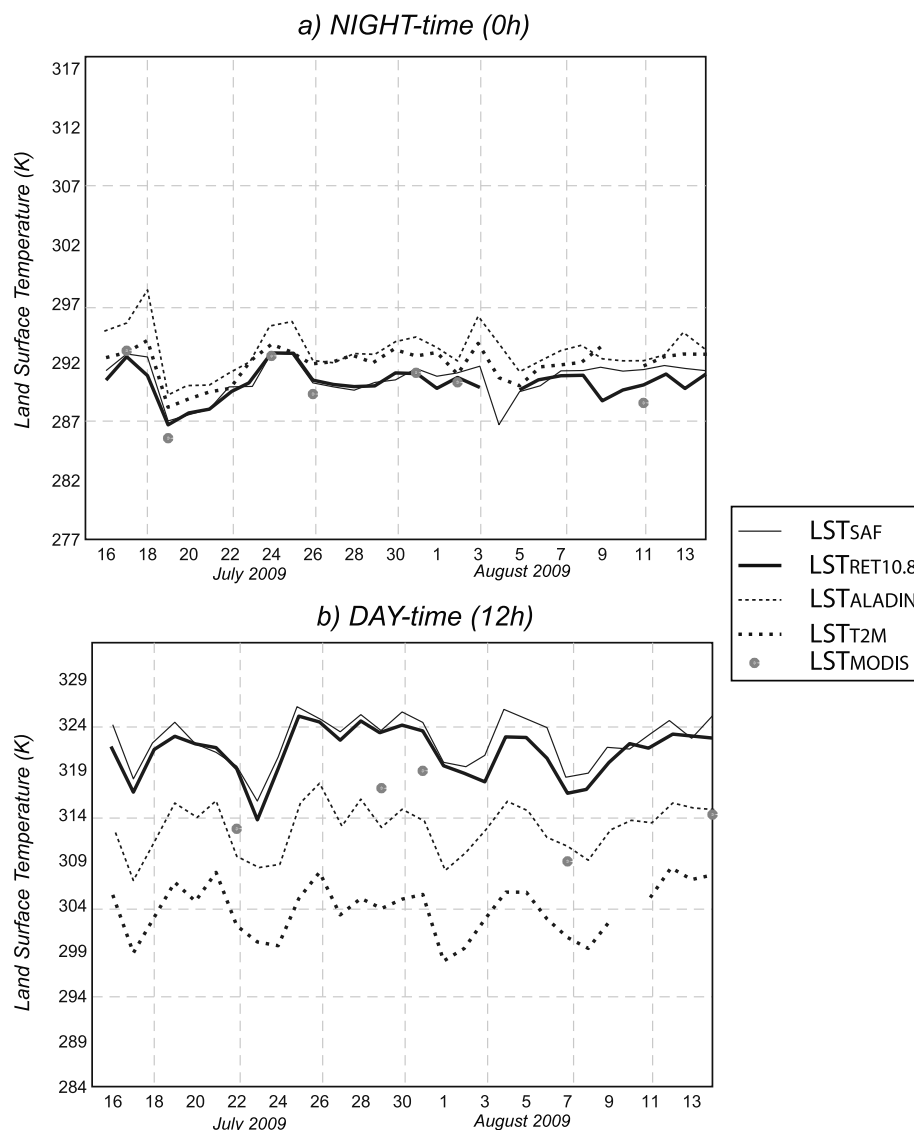 a) NIGHT-time (0h)
Land Surface Temperature (K)
317
312
307
302
297
292
287
282
277
16 18 20 22 24 26 28 30 1 3 5 7 9 11 13
July 2009 August 2009
LSTSAF
LSTRET10.8
LSTALADIN
LSTT2M
LSTMODIS
b) DAY-time (12h)
Land Surface Temperature (K)
329
324
319
314
309
304
299
294
289
284
16 18 20 22 24 26 28 30 1 3 5 7 9 11 13
July 2009 August 2009